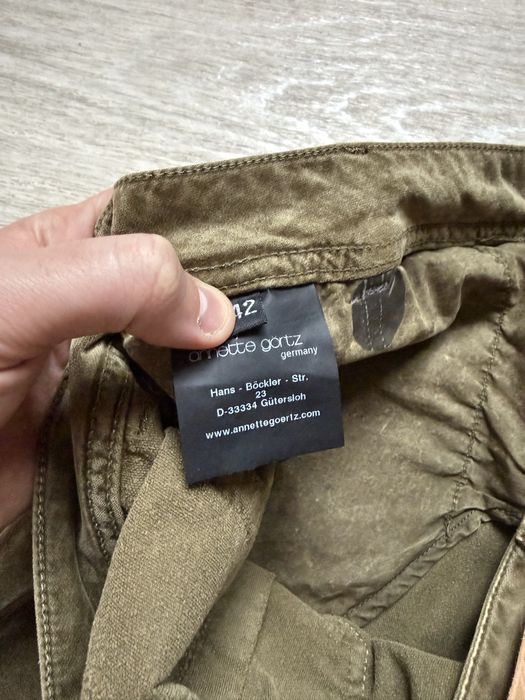 42
annette görtz
germany
Hans - Böckler - Str.
23
D-33334 Gütersloh
www.annettegoertz.com